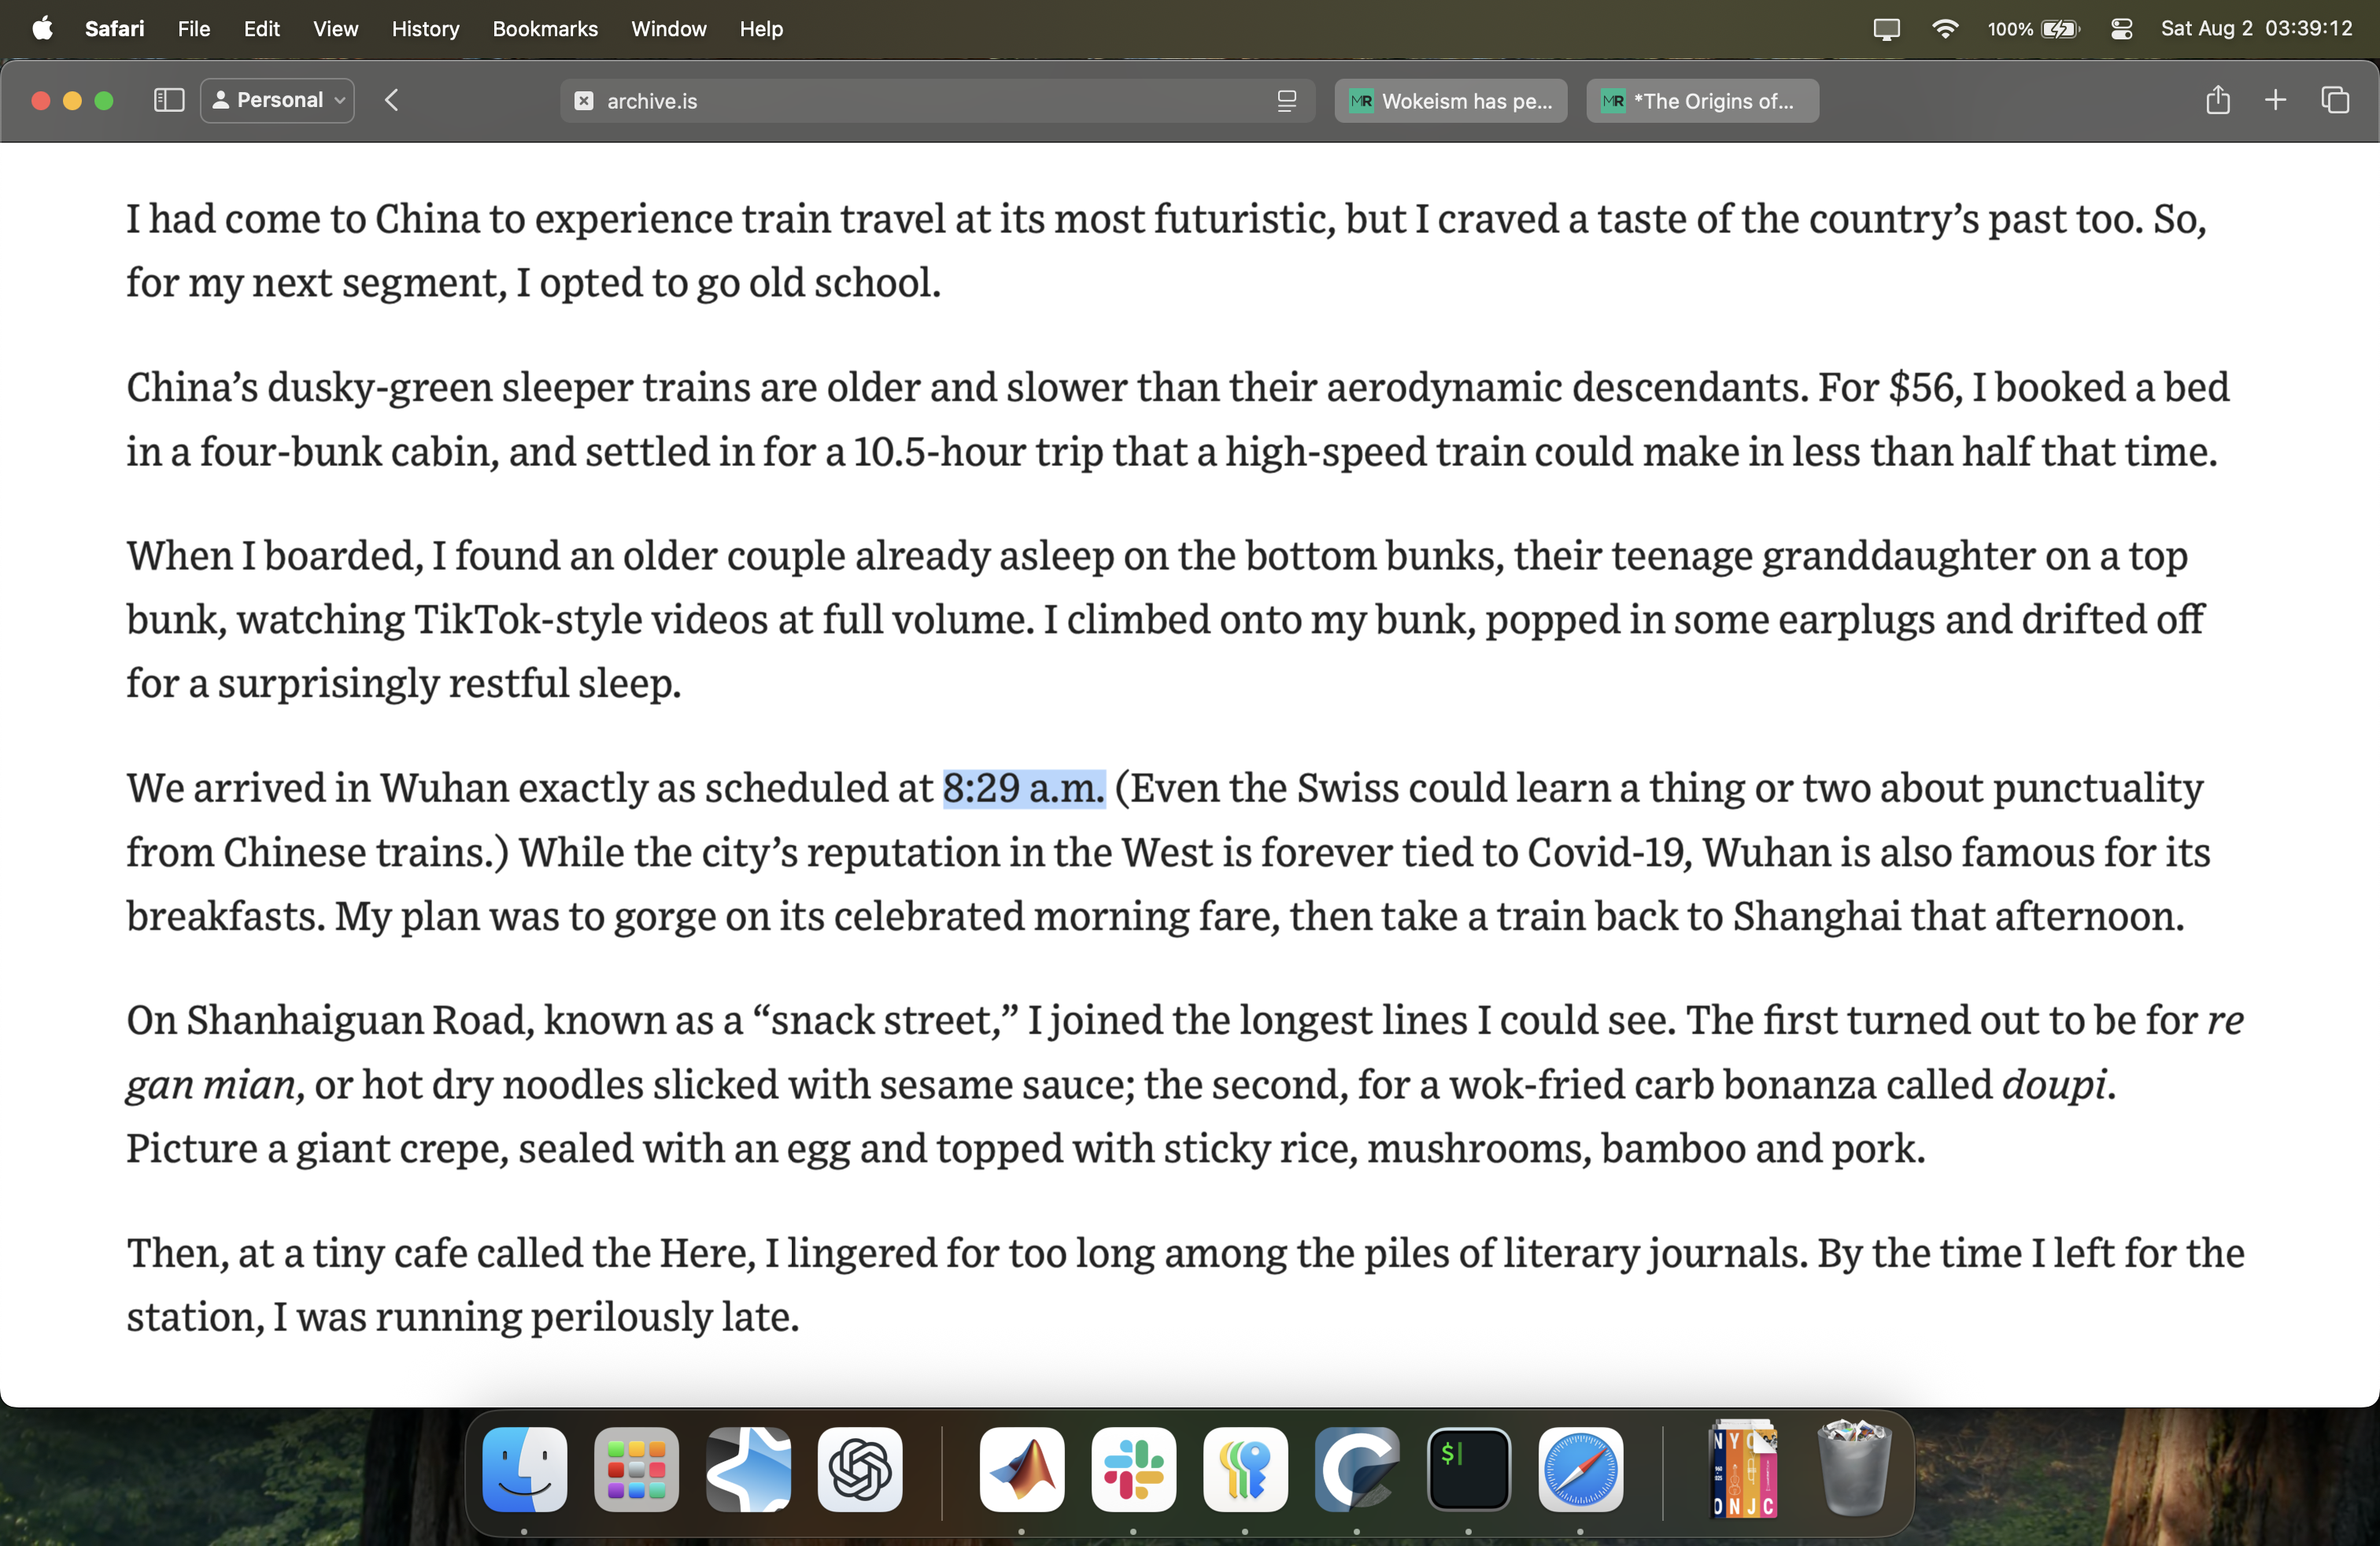 Safari File Edit View History Bookmarks Window Help 100% Sat Aug 2 03:39:12
Personal archive.is MR Wokeism has pe... MR *The Origins of...
I had come to China to experience train travel at its most futuristic, but I craved a taste of the country’s past too. So,
for my next segment, I opted to go old school.
China’s dusky-green sleeper trains are older and slower than their aerodynamic descendants. For $56, I booked a bed
in a four-bunk cabin, and settled in for a 10.5-hour trip that a high-speed train could make in less than half that time.
When I boarded, I found an older couple already asleep on the bottom bunks, their teenage granddaughter on a top
bunk, watching TikTok-style videos at full volume. I climbed onto my bunk, popped in some earplugs and drifted off
for a surprisingly restful sleep.
We arrived in Wuhan exactly as scheduled at 8:29 a.m. (Even the Swiss could learn a thing or two about punctuality
from Chinese trains.) While the city’s reputation in the West is forever tied to Covid-19, Wuhan is also famous for its
breakfasts. My plan was to gorge on its celebrated morning fare, then take a train back to Shanghai that afternoon.
On Shanhaiguan Road, known as a “snack street,” I joined the longest lines I could see. The first turned out to be for re
gan mian, or hot dry noodles slicked with sesame sauce; the second, for a wok-fried carb bonanza called doupi.
Picture a giant crepe, sealed with an egg and topped with sticky rice, mushrooms, bamboo and pork.
Then, at a tiny cafe called the Here, I lingered for too long among the piles of literary journals. By the time I left for the
station, I was running perilously late.
$